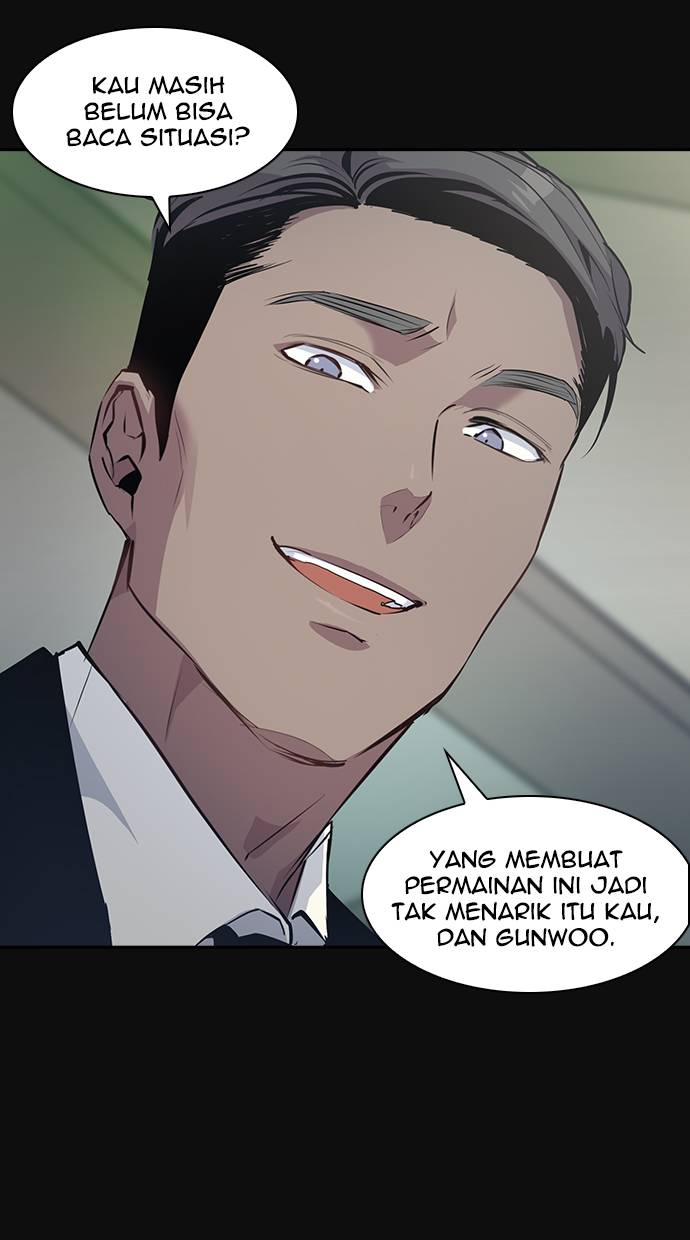 KAU MASIH
BELUM BISA
BACA SITUASI?
YANG MEMBUAT
PERMAINAN INI JADI
TAK MENARIK ITU KAU,
DAN GUNWOO.